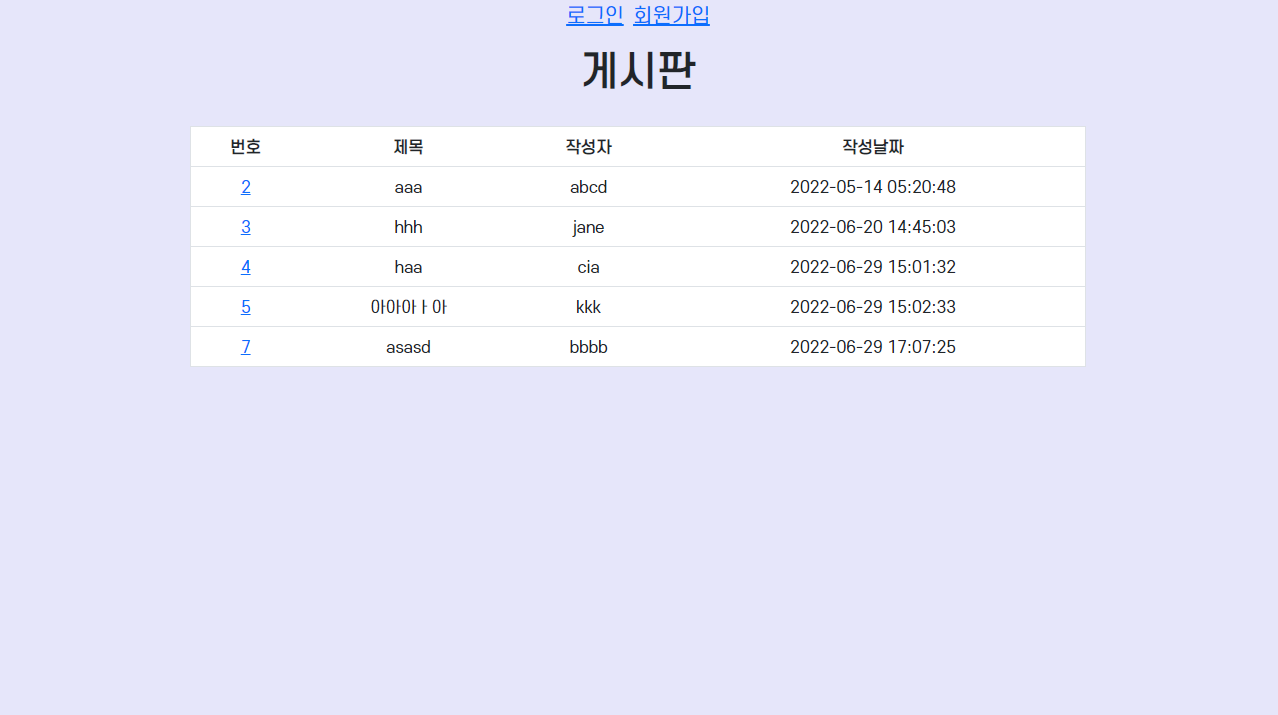 로그인 회원가입
게시판
번호 제목 작성자 작성날짜
2 aaa abcd 2022-05-14 05:20:48
3 hhh jane 2022-06-20 14:45:03
4 haa cia 2022-06-29 15:01:32
5 아아아ㅏ아 kkk 2022-06-29 15:02:33
7 asasd bbbb 2022-06-29 17:07:25